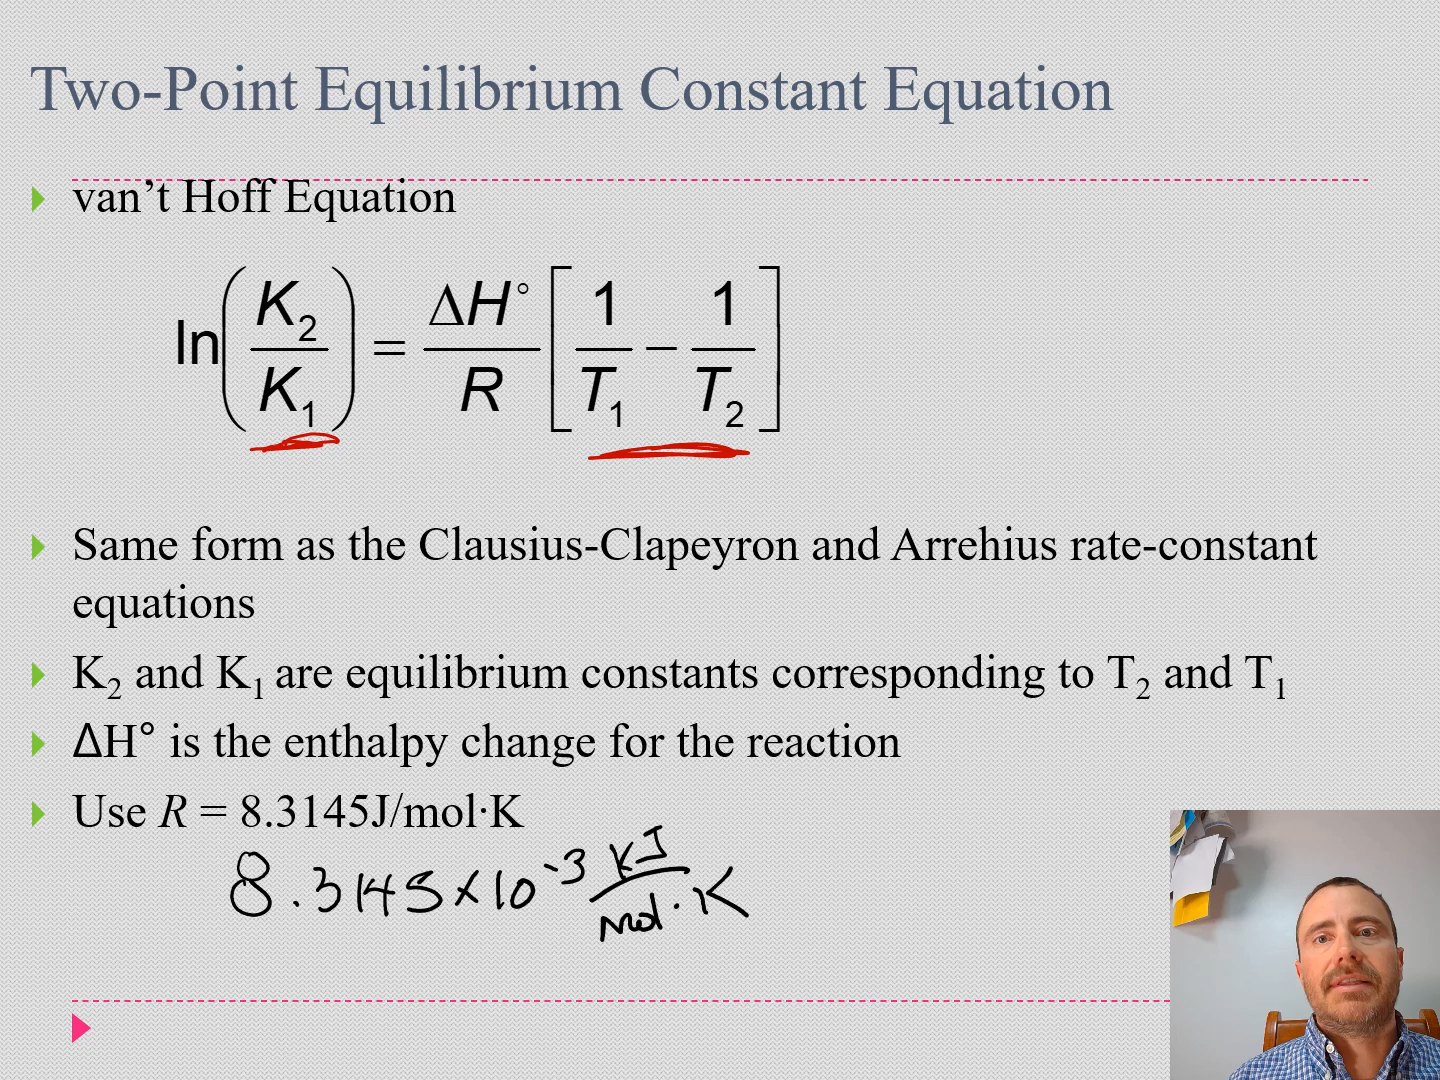 Two-Point Equilibrium Constant Equation
van’t Hoff Equation
ln(K₂/K₁) = ΔH°/R [1/T₁ − 1/T₂]
Same form as the Clausius-Clapeyron and Arrehius rate-constant
equations
K₂ and K₁ are equilibrium constants corresponding to T₂ and T₁
ΔH° is the enthalpy change for the reaction
Use R = 8.3145J/mol·K
8.3145 x 10⁻³ kJ/mol·K